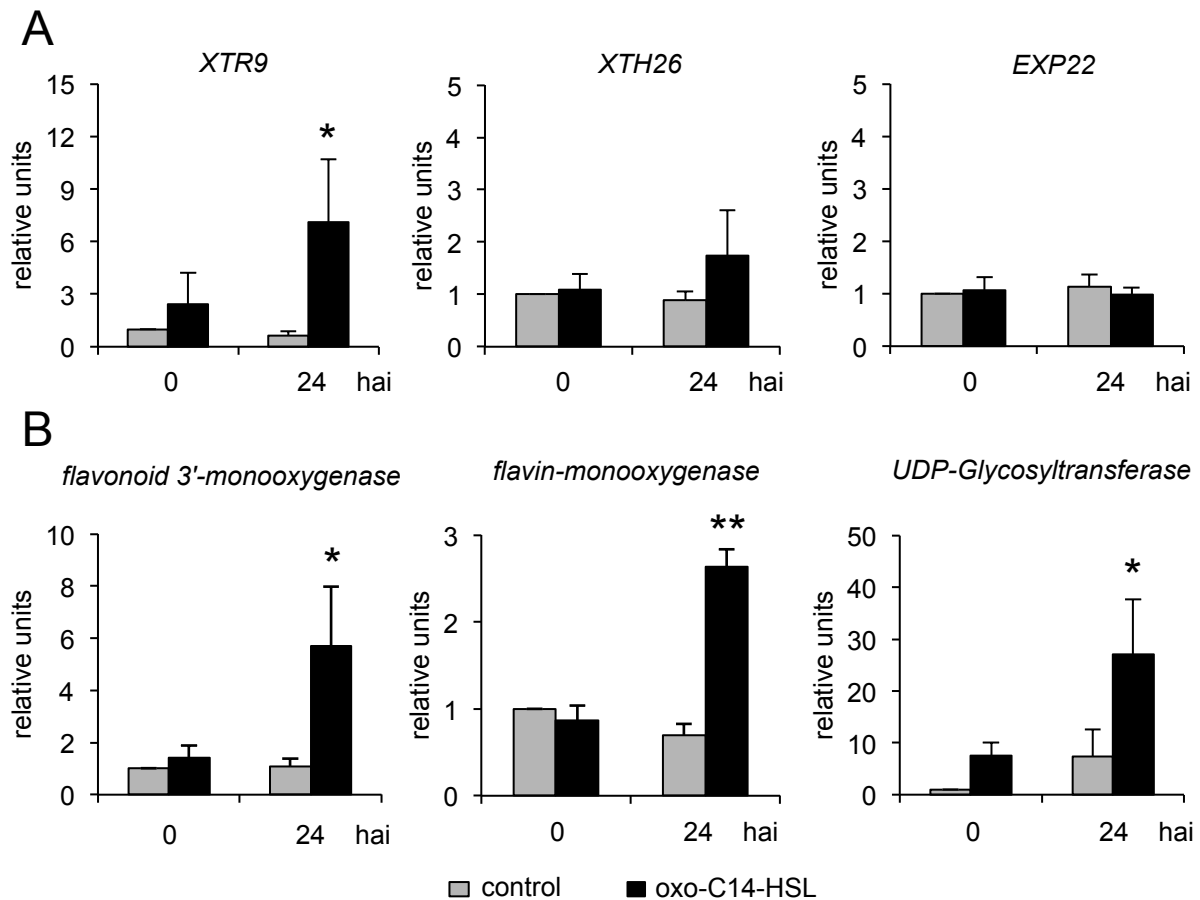 A
XTR9
XTH26
EXP22
relative units
15
12
9
6
3
0
*
0
24
hai
relative units
5
4
3
2
1
0
0
24
hai
relative units
5
4
3
2
1
0
0
24
hai
B
flavonoid 3'-monooxygenase
flavin-monooxygenase
UDP-Glycosyltransferase
relative units
10
8
6
4
2
0
*
0
24
hai
relative units
3
2
1
0
**
0
24
hai
relative units
50
40
30
20
10
0
*
0
24
hai
control
oxo-C14-HSL